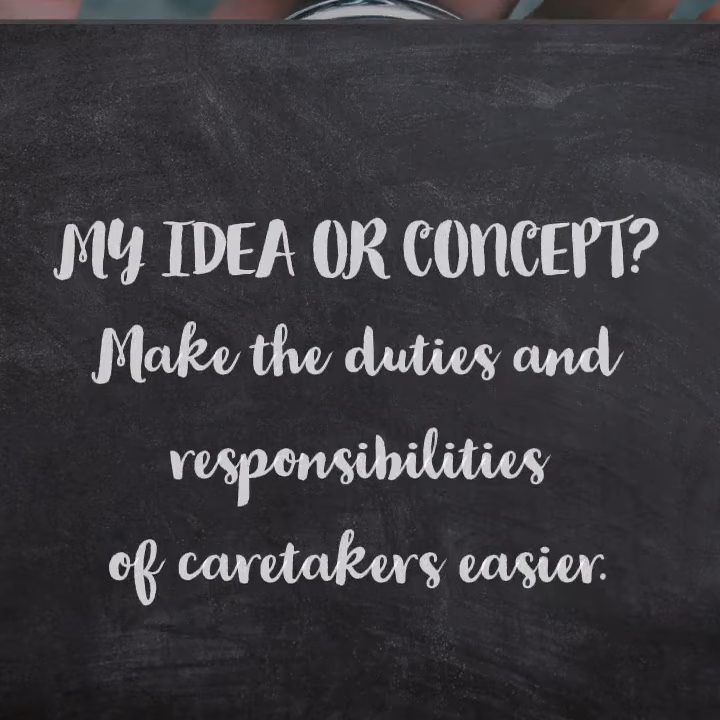 MY IDEA OR CONCEPT?
Make the duties and
responsibilities
of caretakers easier.